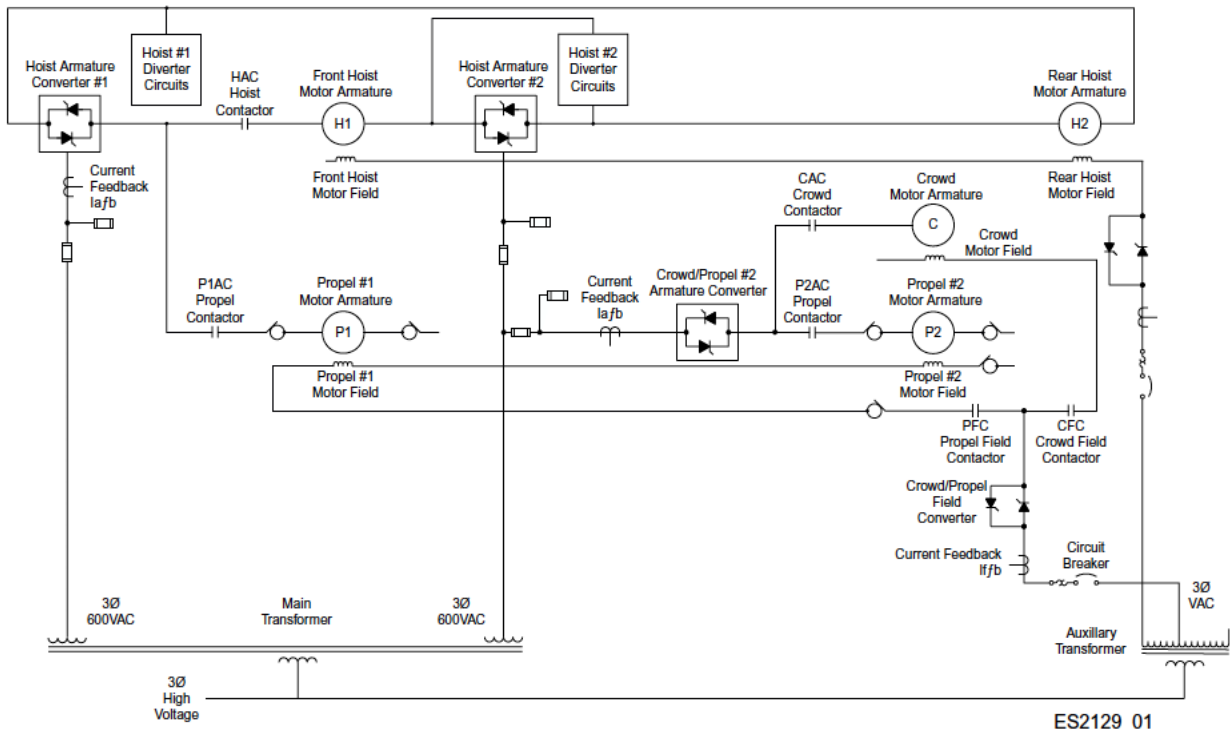 Hoist Armature
Converter #1
Hoist #1
Diverter
Circuits
HAC
Hoist
Contactor
Front Hoist
Motor Armature
H1
Hoist Armature
Converter #2
Hoist #2
Diverter
Circuits
Rear Hoist
Motor Armature
H2
Current
Feedback
Iaƒb
Front Hoist
Motor Field
CAC
Crowd
Contactor
Crowd
Motor Armature
C
Rear Hoist
Motor Field
Crowd
Motor Field
P1AC
Propel
Contactor
Propel #1
Motor Armature
P1
Current
Feedback
Iaƒb
Crowd/Propel #2
Armature Converter
P2AC
Propel
Contactor
Propel #2
Motor Armature
P2
Propel #1
Motor Field
Propel #2
Motor Field
PFC
Propel Field
Contactor
CFC
Crowd Field
Contactor
Crowd/Propel
Field
Converter
Current Feedback
Ifƒb
Circuit
Breaker
3Ø
600VAC
Main
Transformer
3Ø
600VAC
3Ø
VAC
Auxillary
Transformer
3Ø
High
Voltage
ES2129 01